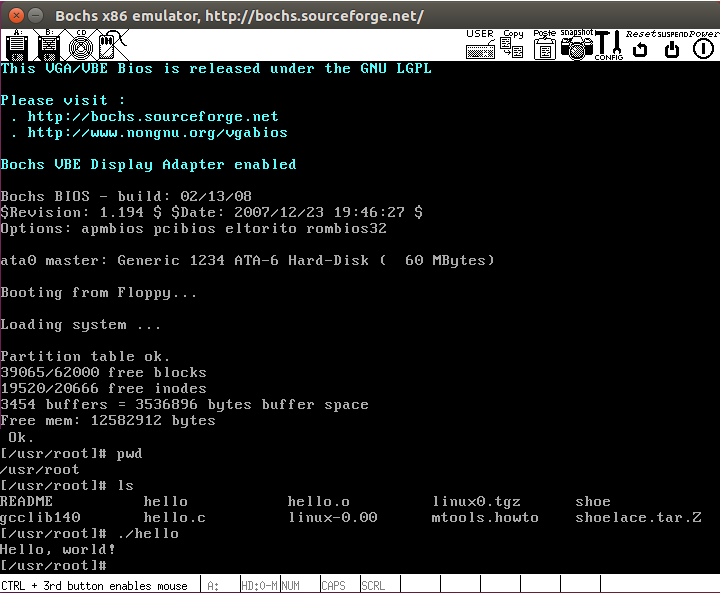 Bochs x86 emulator, http://bochs.sourceforge.net/
A: B: CD USER Copy Paste snapshot CONFIG Reset SUSPEND Power
This VGA/VBE Bios is released under the GNU LGPL
Please visit :
. http://bochs.sourceforge.net
. http://www.nongnu.org/vgabios
Bochs VBE Display Adapter enabled
Bochs BIOS - build: 02/13/08
$Revision: 1.194 $ $Date: 2007/12/23 19:46:27 $
Options: apmbios pcibios eltorito rombios32
ata0 master: Generic 1234 ATA-6 Hard-Disk (  60 MBytes)
Booting from Floppy...
Loading system ...
Partition table ok.
39065/62000 free blocks
19520/20666 free inodes
3454 buffers = 3536896 bytes buffer space
Free mem: 12582912 bytes
Ok.
[/usr/root]# pwd
/usr/root
[/usr/root]# ls
README hello hello.o linux0.tgz shoe
gcclib140 hello.c linux-0.00 mtools.howto shoelace.tar.Z
[/usr/root]# ./hello
Hello, world!
[/usr/root]#
CTRL + 3rd button enables mouse A: HD:0-M NUM CAPS SCRL